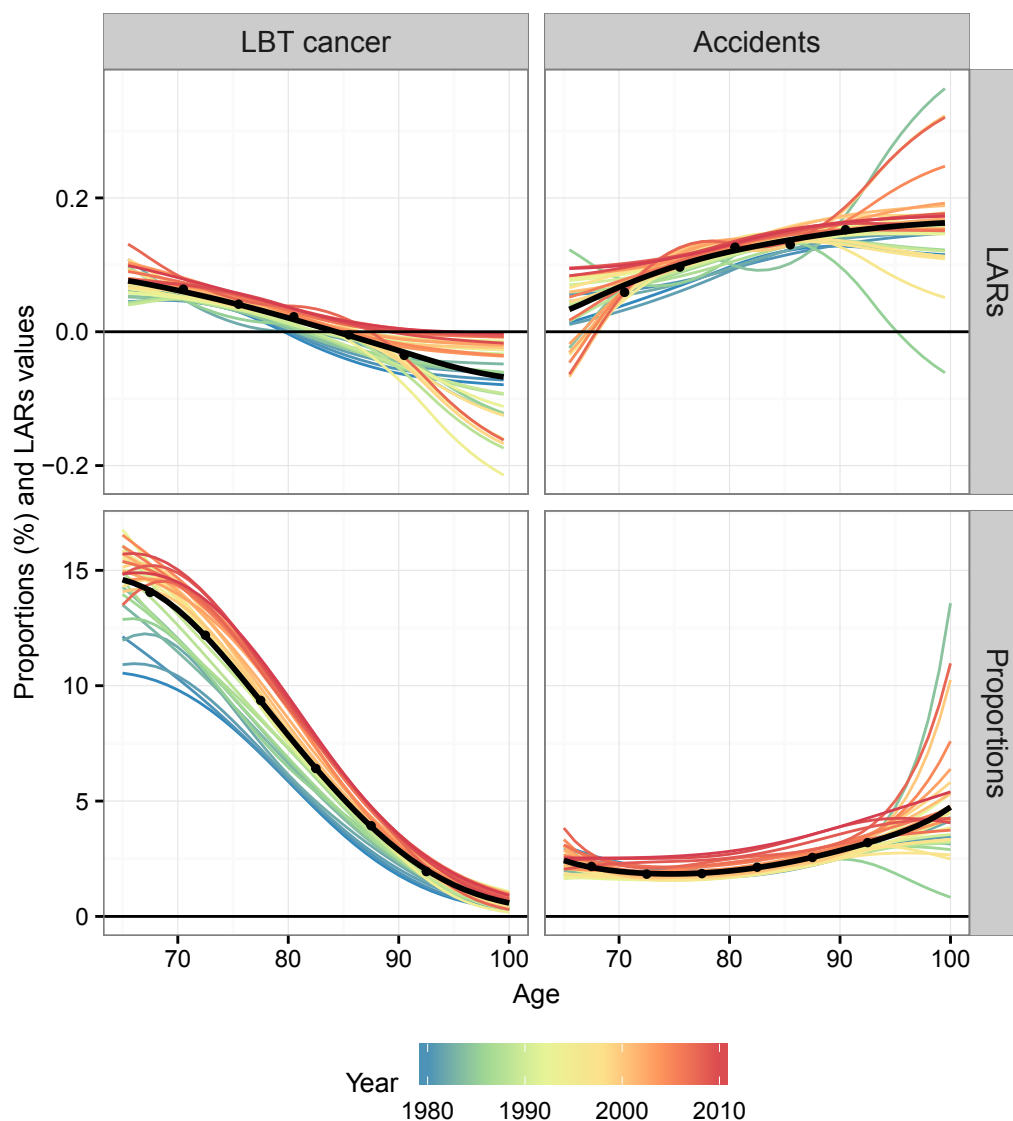 LBT cancer
Accidents
0.2
0.0
−0.2
LARs
Proportions (%) and LARs values
15
10
5
0
Proportions
70 80 90 100 70 80 90 100
Age
Year
1980 1990 2000 2010